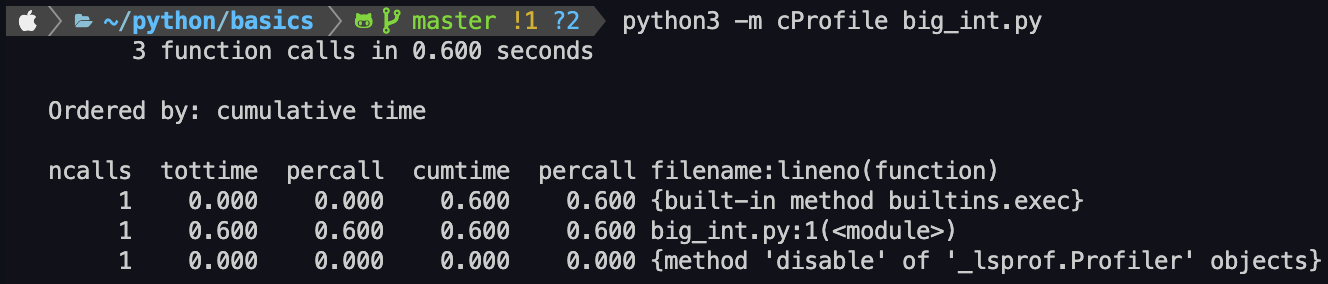 ~/python/basics master !1 ?2 python3 -m cProfile big_int.py
3 function calls in 0.600 seconds
Ordered by: cumulative time
ncalls tottime percall cumtime percall filename:lineno(function)
1 0.000 0.000 0.600 0.600 {built-in method builtins.exec}
1 0.600 0.600 0.600 0.600 big_int.py:1(<module>)
1 0.000 0.000 0.000 0.000 {method 'disable' of '_lsprof.Profiler' objects}